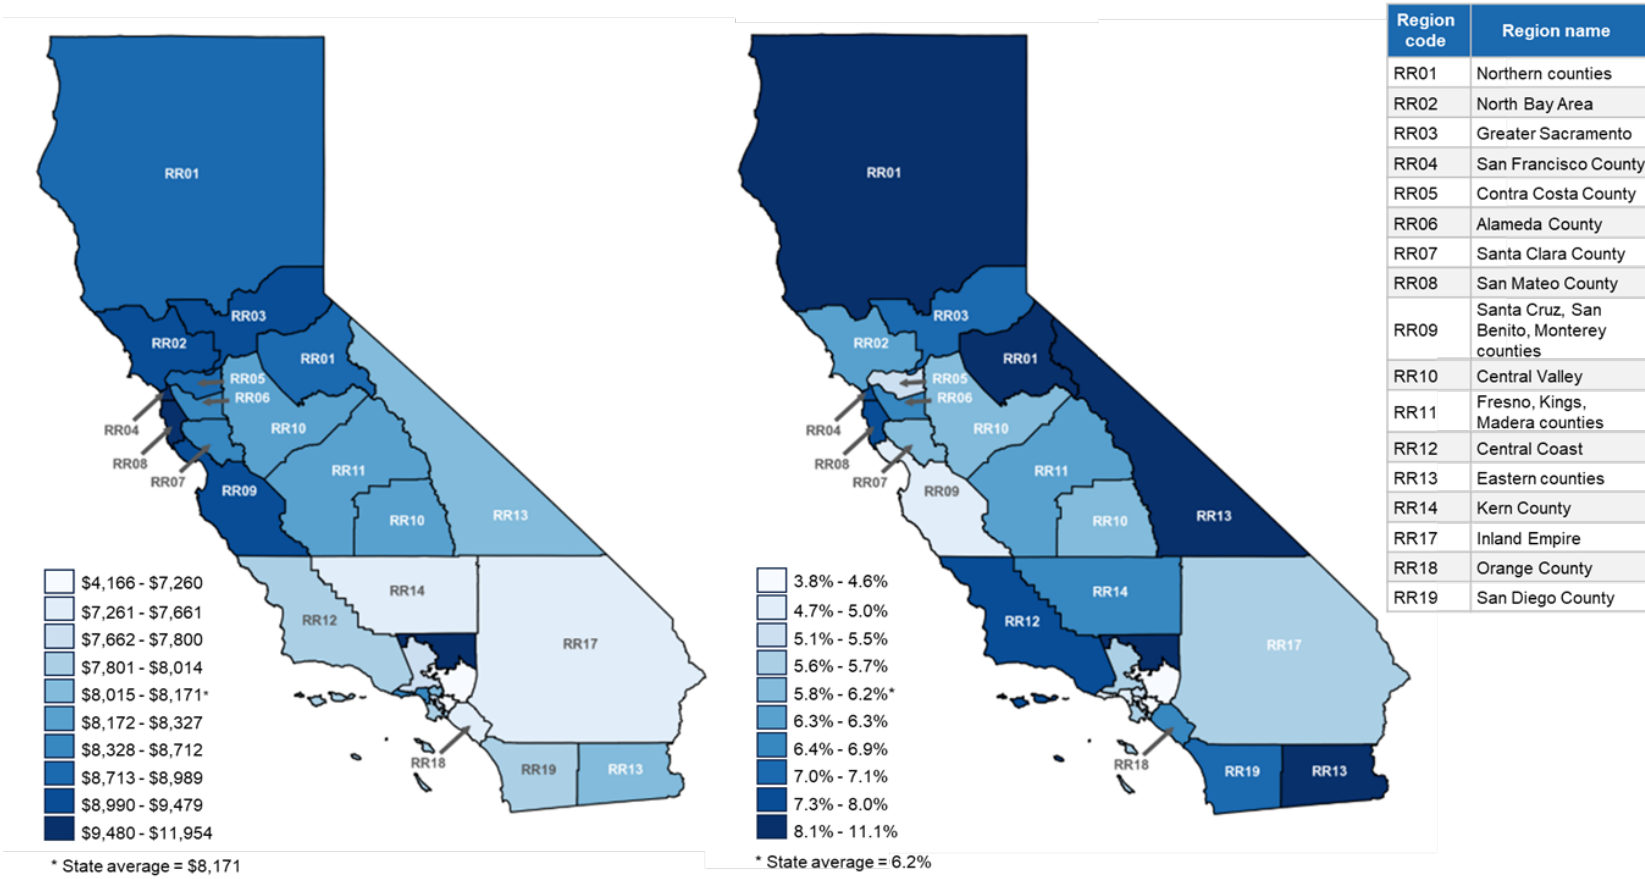 RR01
RR03
RR02
RR01
RR05
RR06
RR04
RR10
RR08
RR11
RR07
RR09
RR10
RR13
RR14
RR12
RR17
RR18
RR19
RR13
$4,166 - $7,260
$7,261 - $7,661
$7,662 - $7,800
$7,801 - $8,014
$8,015 - $8,171*
$8,172 - $8,327
$8,328 - $8,712
$8,713 - $8,989
$8,990 - $9,479
$9,480 - $11,954
* State average = $8,171
RR01
RR03
RR02
RR01
RR05
RR06
RR04
RR10
RR08
RR11
RR07
RR09
RR10
RR13
RR14
RR12
RR17
RR18
RR19
RR13
3.8% - 4.6%
4.7% - 5.0%
5.1% - 5.5%
5.6% - 5.7%
5.8% - 6.2%*
6.3% - 6.3%
6.4% - 6.9%
7.0% - 7.1%
7.3% - 8.0%
8.1% - 11.1%
* State average = 6.2%
Region code Region name
RR01 Northern counties
RR02 North Bay Area
RR03 Greater Sacramento
RR04 San Francisco County
RR05 Contra Costa County
RR06 Alameda County
RR07 Santa Clara County
RR08 San Mateo County
RR09 Santa Cruz, San
Benito, Monterey
counties
RR10 Central Valley
RR11 Fresno, Kings,
Madera counties
RR12 Central Coast
RR13 Eastern counties
RR14 Kern County
RR17 Inland Empire
RR18 Orange County
RR19 San Diego County